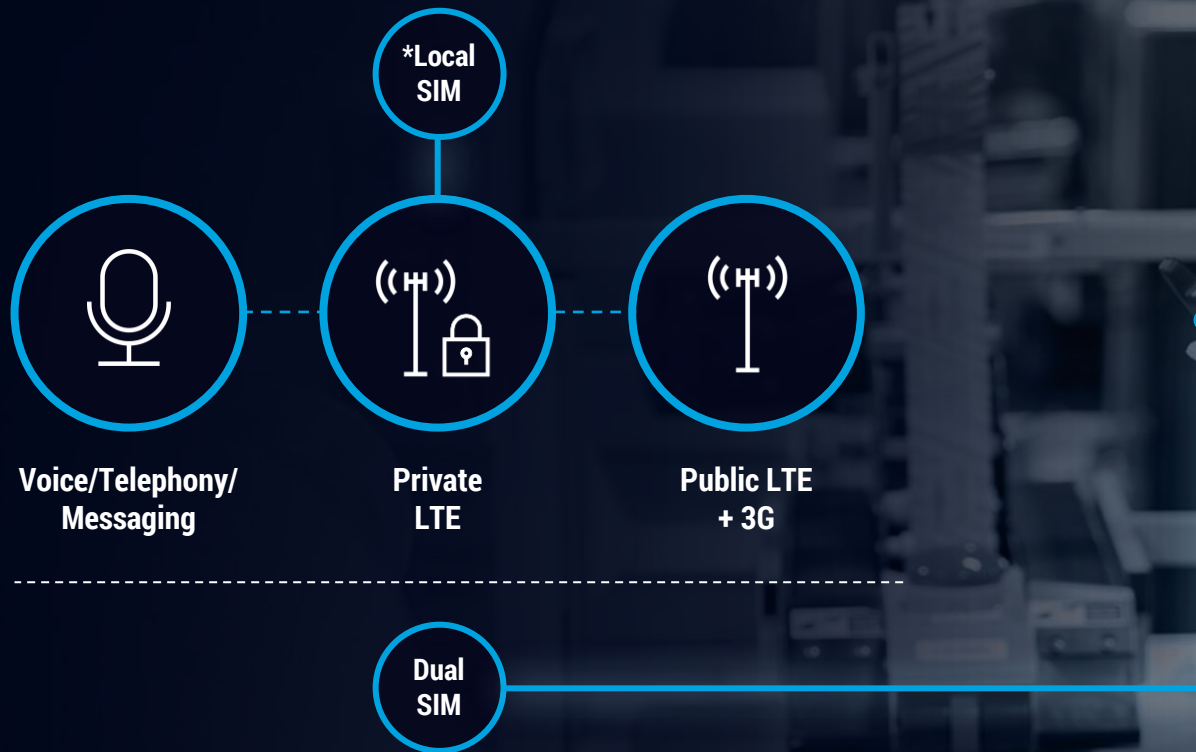 *Local
SIM
Voice/Telephony/
Messaging
Private
LTE
Public LTE
+ 3G
Dual
SIM